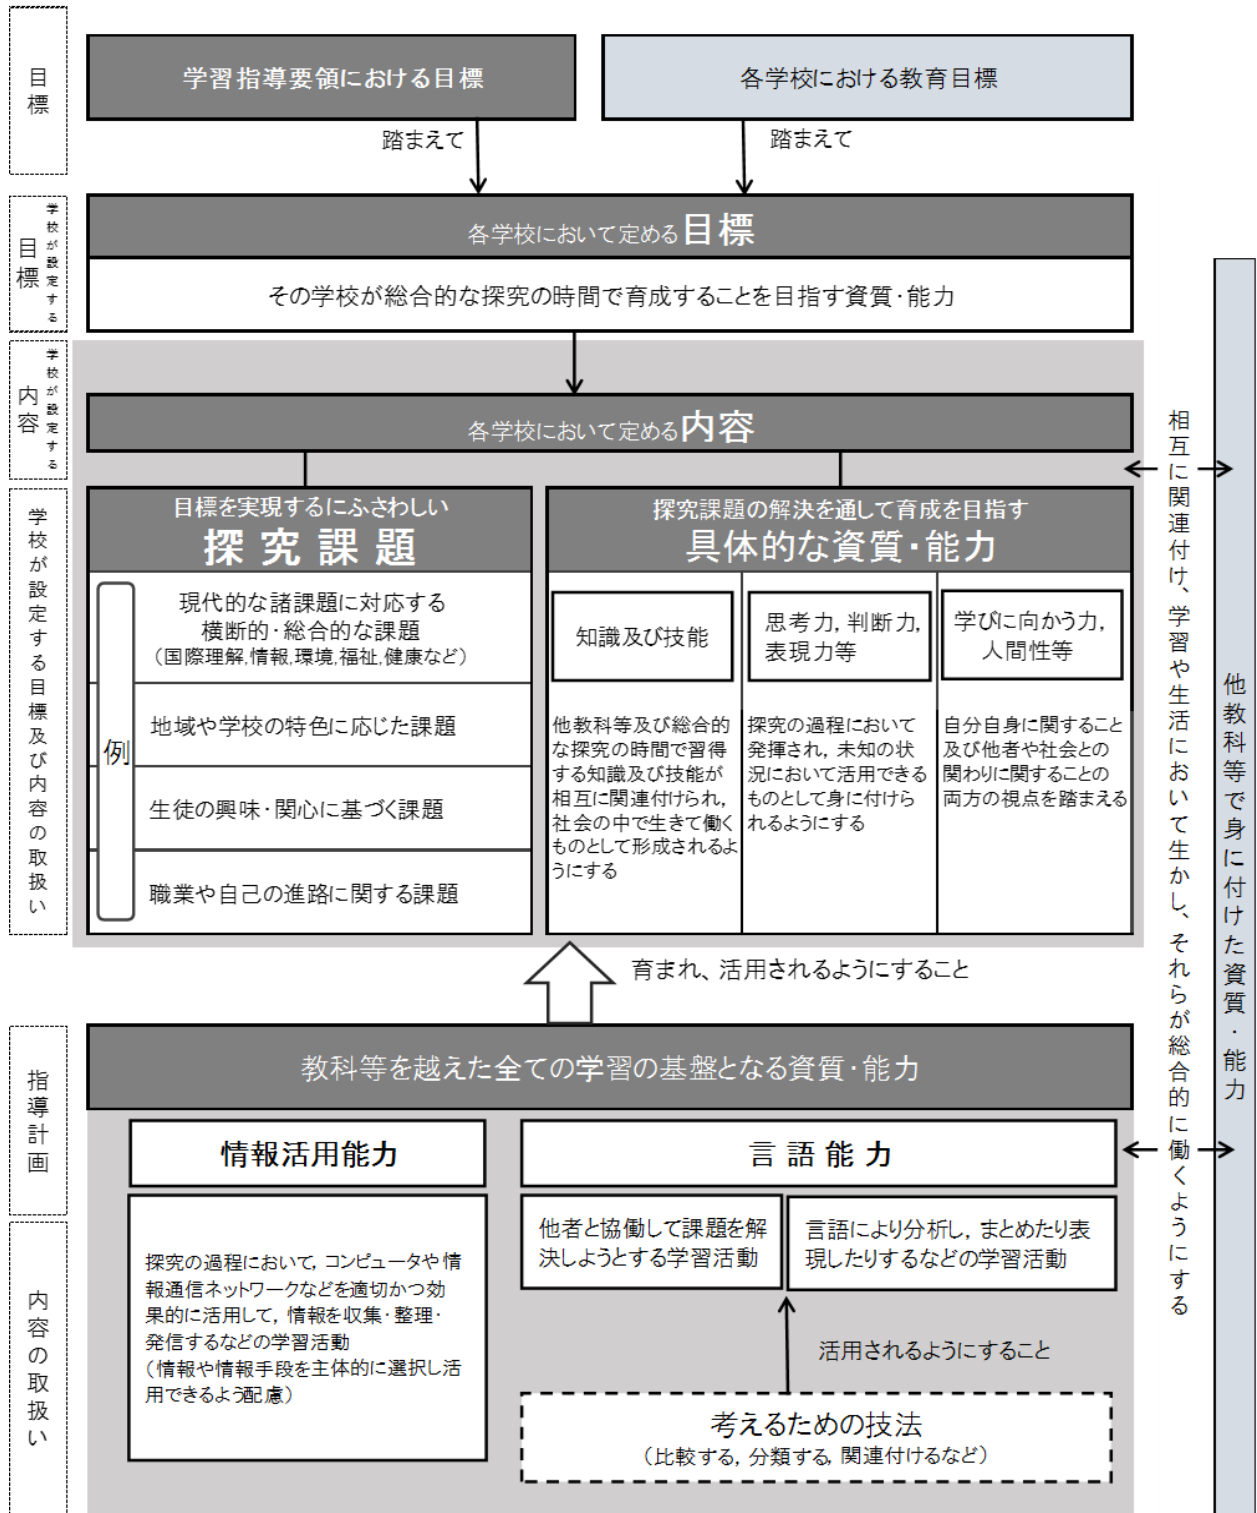 目標
学習指導要領における目標
各学校における教育目標
踏まえて
踏まえて
学校が設定する
目標
各学校において定める目標
その学校が総合的な探究の時間で育成することを目指す資質・能力
学校が設定する
内容
各学校において定める内容
学校が設定する目標及び内容の取扱い
目標を実現するにふさわしい
探究課題
例
現代的な諸課題に対応する
横断的・総合的な課題
（国際理解,情報,環境,福祉,健康など）
地域や学校の特色に応じた課題
生徒の興味・関心に基づく課題
職業や自己の進路に関する課題
探究課題の解決を通して育成を目指す
具体的な資質・能力
知識及び技能
他教科等及び総合的
な探究の時間で習得
する知識及び技能が
相互に関連付けられ,
社会の中で生きて働く
ものとして形成されるよ
うにする
思考力, 判断力,
表現力等
探究の過程において
発揮され, 未知の状
況において活用できる
ものとして身に付けら
れるようにする
学びに向かう力,
人間性等
自分自身に関すること
及び他者や社会との
関わりに関することの
両方の視点を踏まえる
育まれ、活用されるようにすること
指導計画
教科等を越えた全ての学習の基盤となる資質・能力
内容の取扱い
情報活用能力
探究の過程において, コンピュータや情
報通信ネットワークなどを適切かつ効
果的に活用して, 情報を収集・整理・
発信するなどの学習活動
（情報や情報手段を主体的に選択し活
用できるよう配慮）
言語能力
他者と協働して課題を解
決しようとする学習活動
言語により分析し, まとめたり表
現したりするなどの学習活動
活用されるようにすること
考えるための技法
（比較する, 分類する, 関連付けるなど）
相互に関連付け、学習や生活において生かし、それらが総合的に働くようにする
他教科等で身に付けた資質・能力